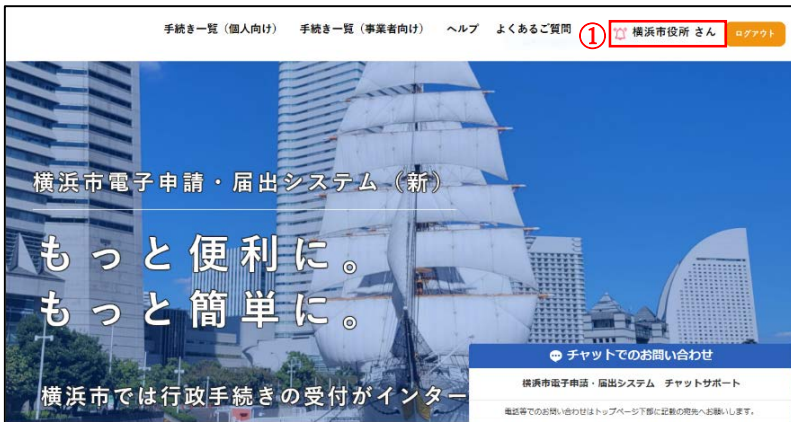 手続き一覧（個人向け） 手続き一覧（事業者向け） ヘルプ よくあるご質問 ① 横浜市役所 さん ログアウト
横浜市電子申請・届出システム（新）
もっと便利に。
もっと簡単に。
横浜市では行政手続きの受付がインター
チャットでのお問い合わせ
横浜市電子申請・届出システム チャットサポート
電話等でのお問い合わせはトップページ下部に記載の宛先へお願いします。